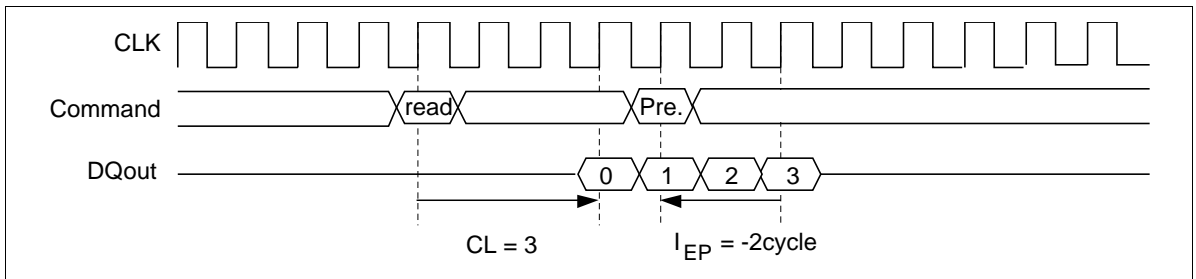 CLK
Command read Pre.
DQout 0 1 2 3
CL = 3 I EP = -2cycle